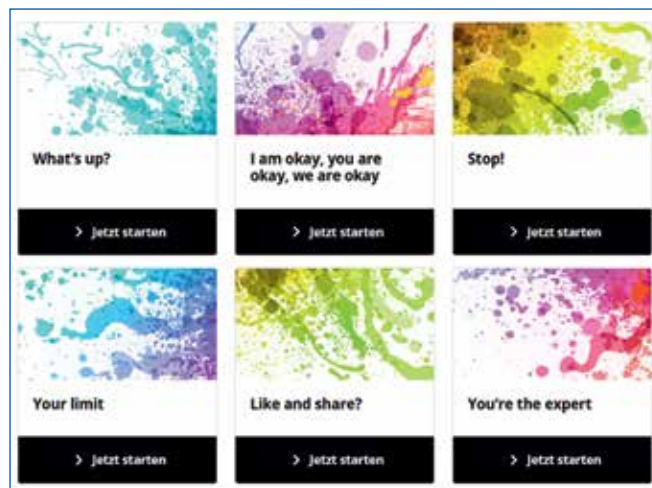 What's up?
I am okay, you are
okay, we are okay
Stop!
Jetzt starten
Jetzt starten
Jetzt starten
Your limit
Like and share?
You're the expert
Jetzt starten
Jetzt starten
Jetzt starten